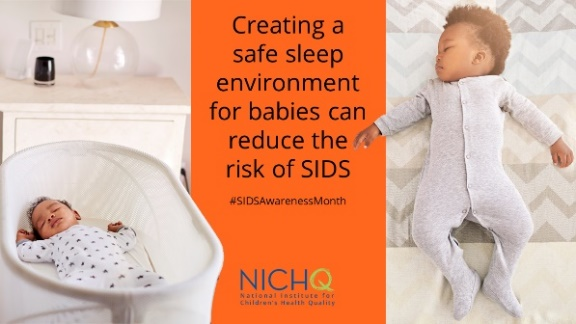 Creating a
safe sleep
environment
for babies can
reduce the
risk of SIDS
#SIDSAwarenessMonth
NICHQ
National Institute for
Children's Health Quality